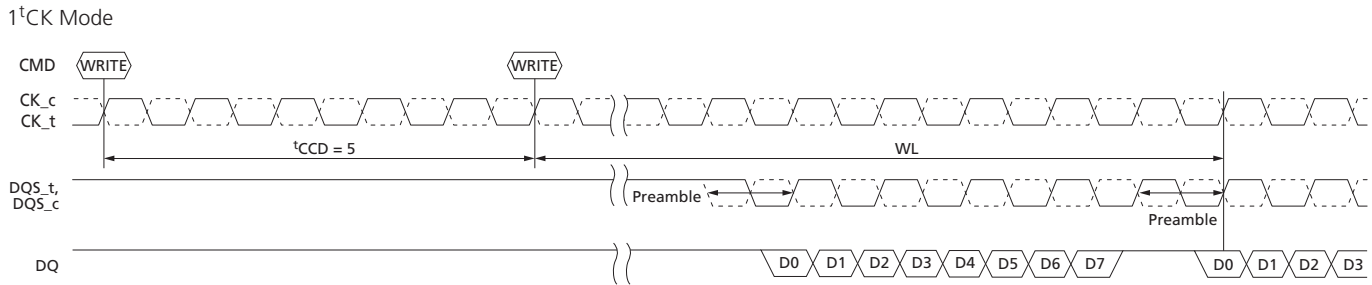 1tCK Mode
CMD WRITE WRITE
CK_c
CK_t
tCCD = 5 WL
DQS_t,
DQS_c
Preamble Preamble
DQ D0 D1 D2 D3 D4 D5 D6 D7 D0 D1 D2 D3